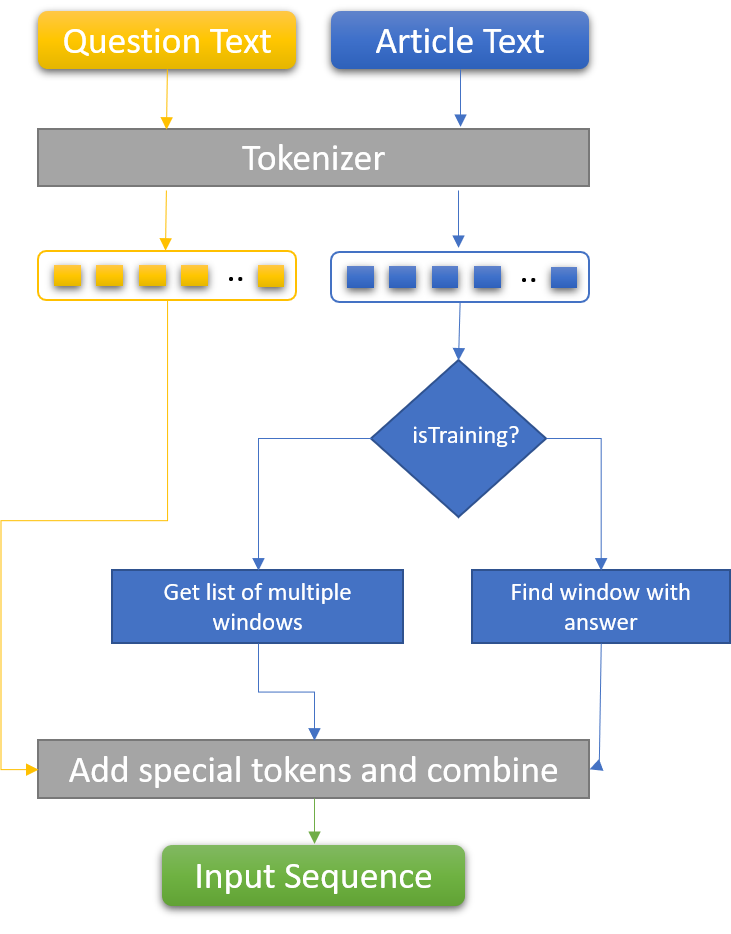 Question Text
Article Text
Tokenizer
..
..
isTraining?
Get list of multiple
windows
Find window with
answer
Add special tokens and combine
Input Sequence